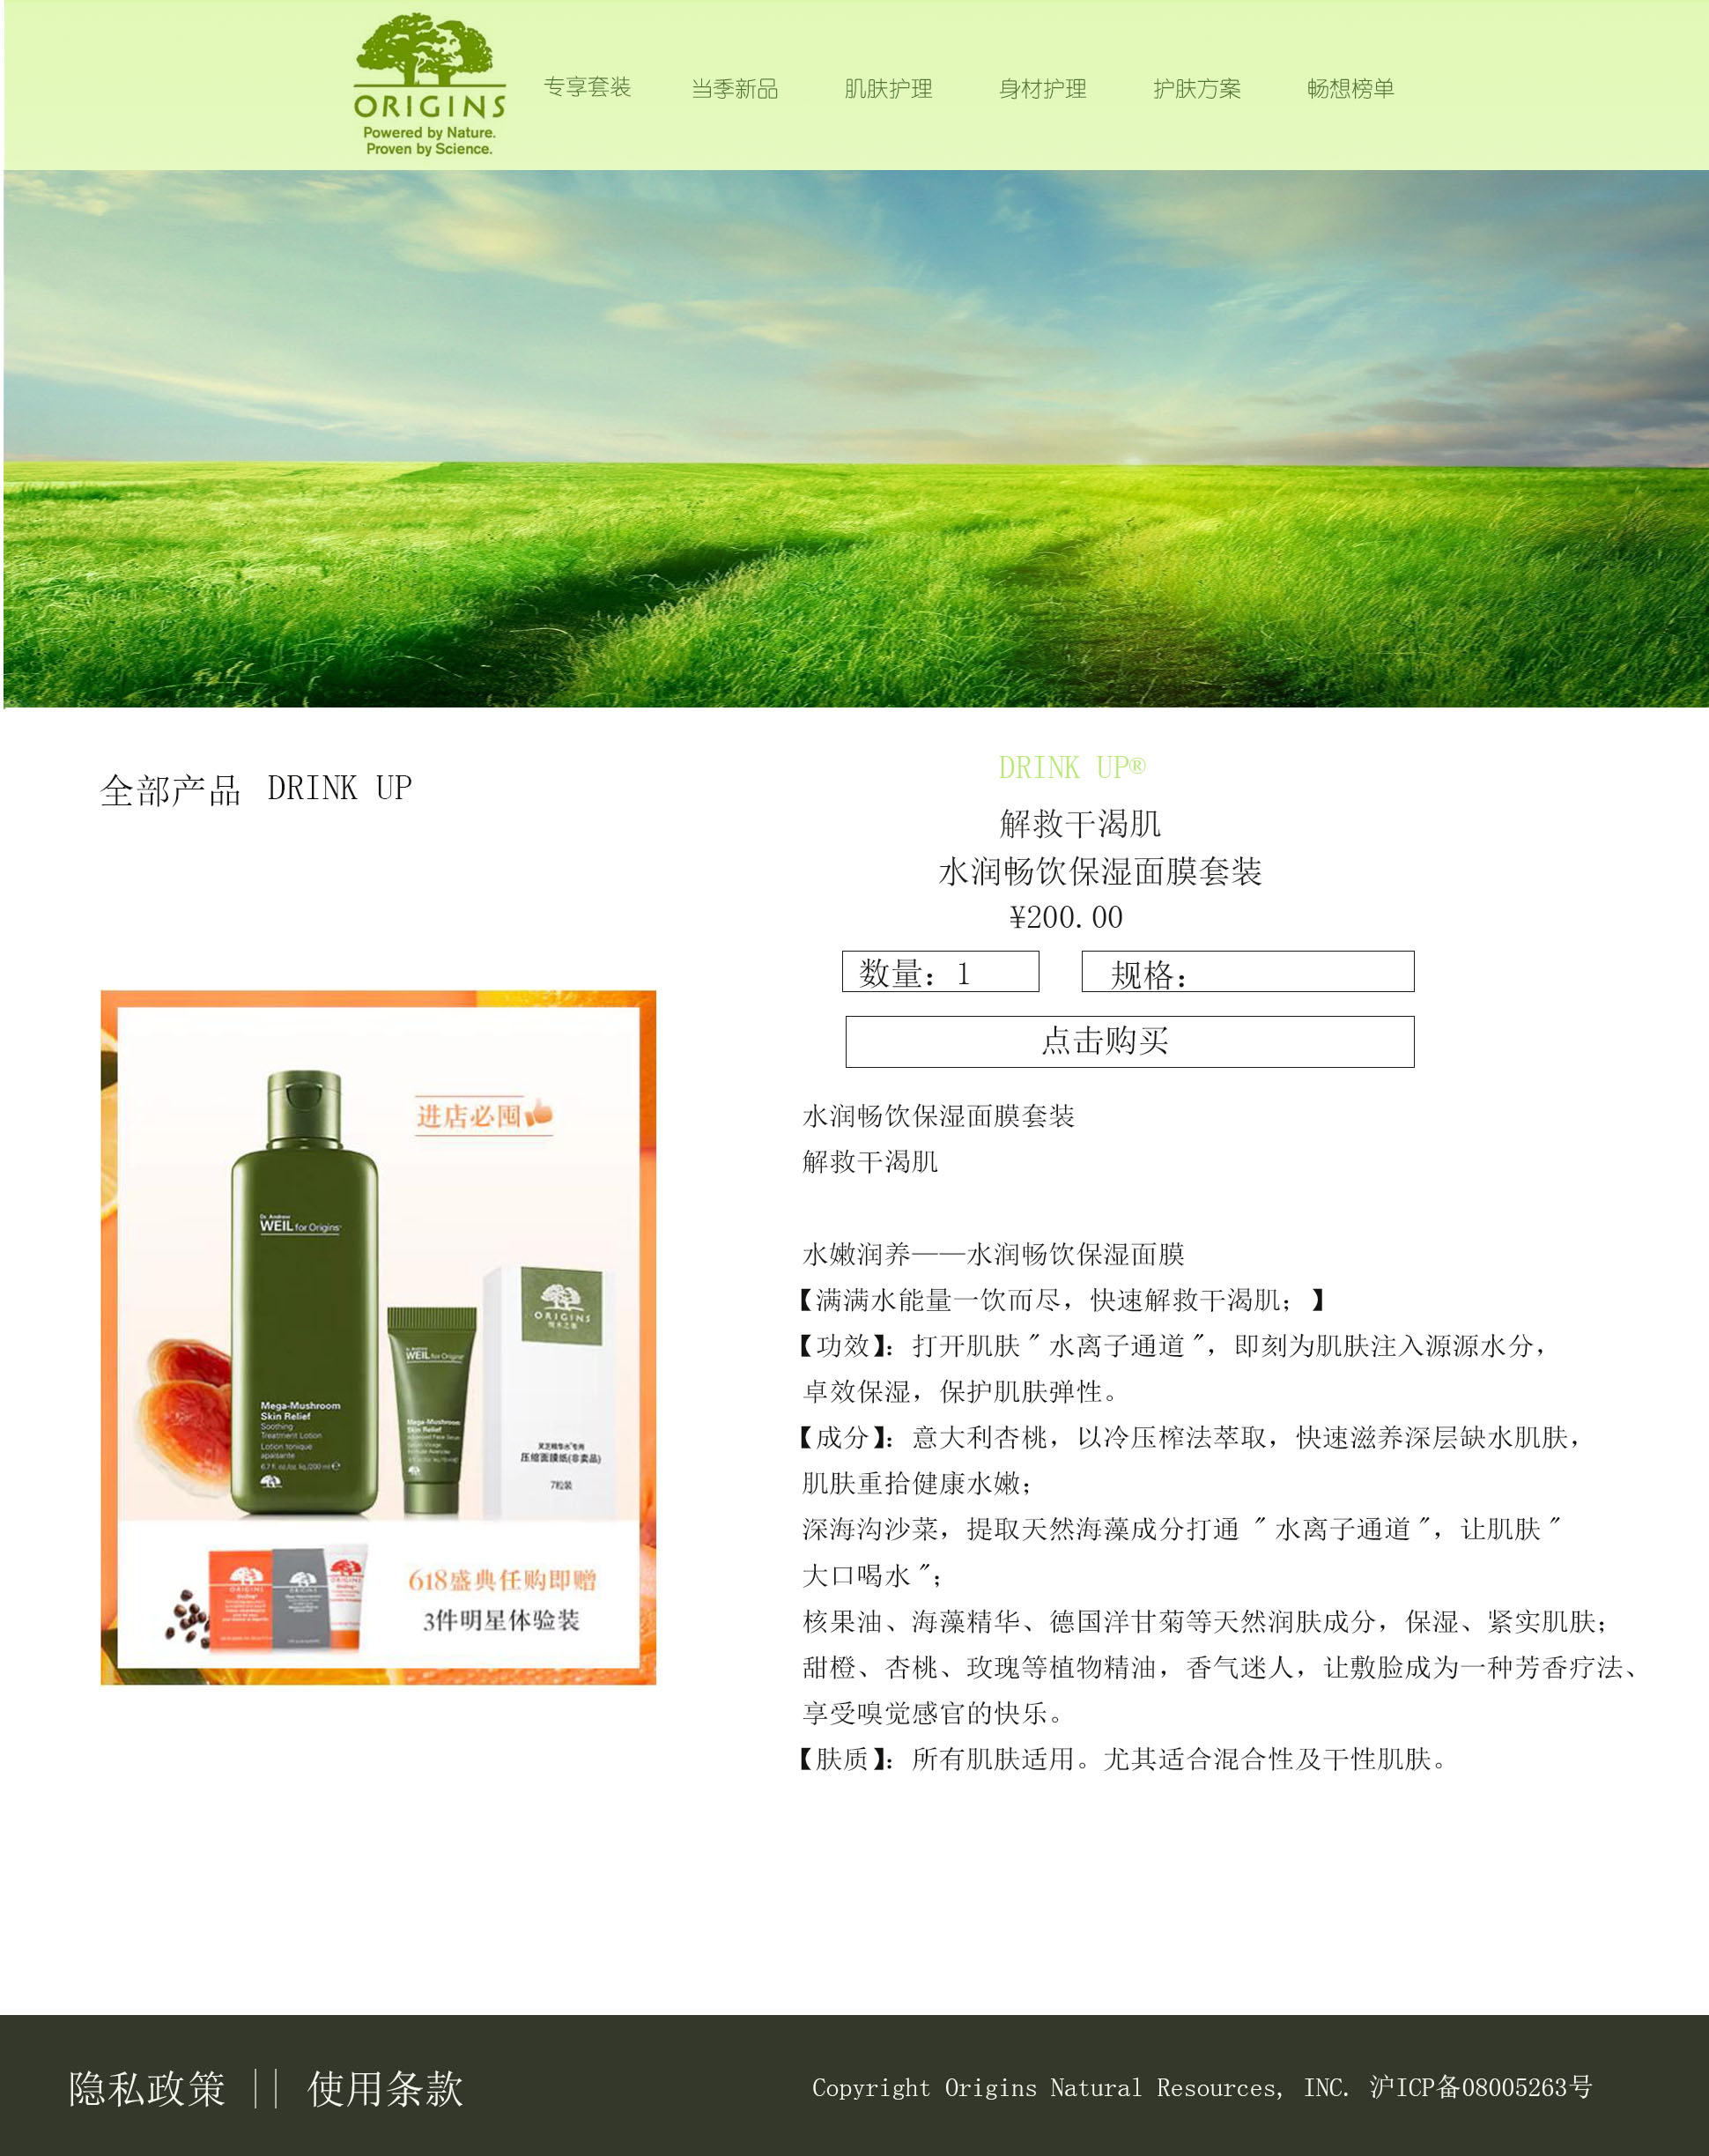 ORIGINS
Powered by Nature.
Proven by Science.
专享套装 当季新品 肌肤护理 身材护理 护肤方案 畅想榜单
全部产品 DRINK UP
DRINK UP®
解救干渴肌
水润畅饮保湿面膜套装
¥200.00
数量：1
规格：
点击购买
进店必囤
Dr. Andrew
WEIL for Origins™
Mega-Mushroom
Skin Relief
Soothing
Treatment Lotion
Lotion tonique
apaisante
6.7 fl. oz./oz. liq./200 ml ℮
Dr. Andrew
WEIL for Origins™
Mega-Mushroom
Skin Relief
Advanced Face Serum
ORIGINS
悦木之源
灵芝精华水专用
压缩面膜纸(非卖品)
7粒装
ORIGINS
ORIGINS
ORIGINS
618盛典任购即赠
3件明星体验装
水润畅饮保湿面膜套装
解救干渴肌
水嫩润养——水润畅饮保湿面膜
【满满水能量一饮而尽，快速解救干渴肌；】
【功效】：打开肌肤"水离子通道"，即刻为肌肤注入源源水分，
卓效保湿，保护肌肤弹性。
【成分】：意大利杏桃，以冷压榨法萃取，快速滋养深层缺水肌肤，
肌肤重拾健康水嫩；
深海沟沙菜，提取天然海藻成分打通 "水离子通道"，让肌肤"
大口喝水"；
核果油、海藻精华、德国洋甘菊等天然润肤成分，保湿、紧实肌肤；
甜橙、杏桃、玫瑰等植物精油，香气迷人，让敷脸成为一种芳香疗法、
享受嗅觉感官的快乐。
【肤质】：所有肌肤适用。尤其适合混合性及干性肌肤。
隐私政策 || 使用条款
Copyright Origins Natural Resources, INC. 沪ICP备08005263号